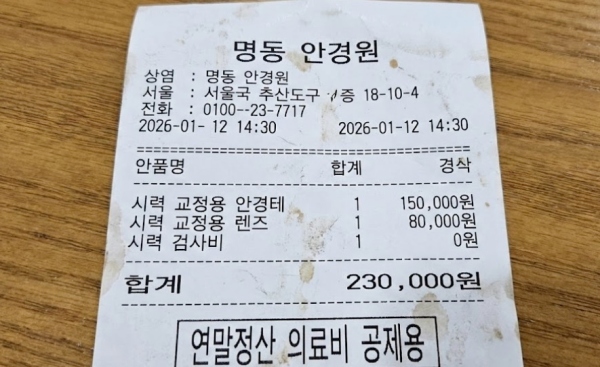 명동 안경원
상염 : 명동 안경원
서울 : 서울국 추산도구 증 18-10-4
전화 : 0100--23-7717
2026-01- 12 14:30 2026-01-12 14:30
안품명 합계 경삭
시력 교정용 안경테 1 150,000원
시력 교정용 렌즈 1 80,000원
시력 검사비 1 0원
합계 230,000원
연말정산 의료비 공제용